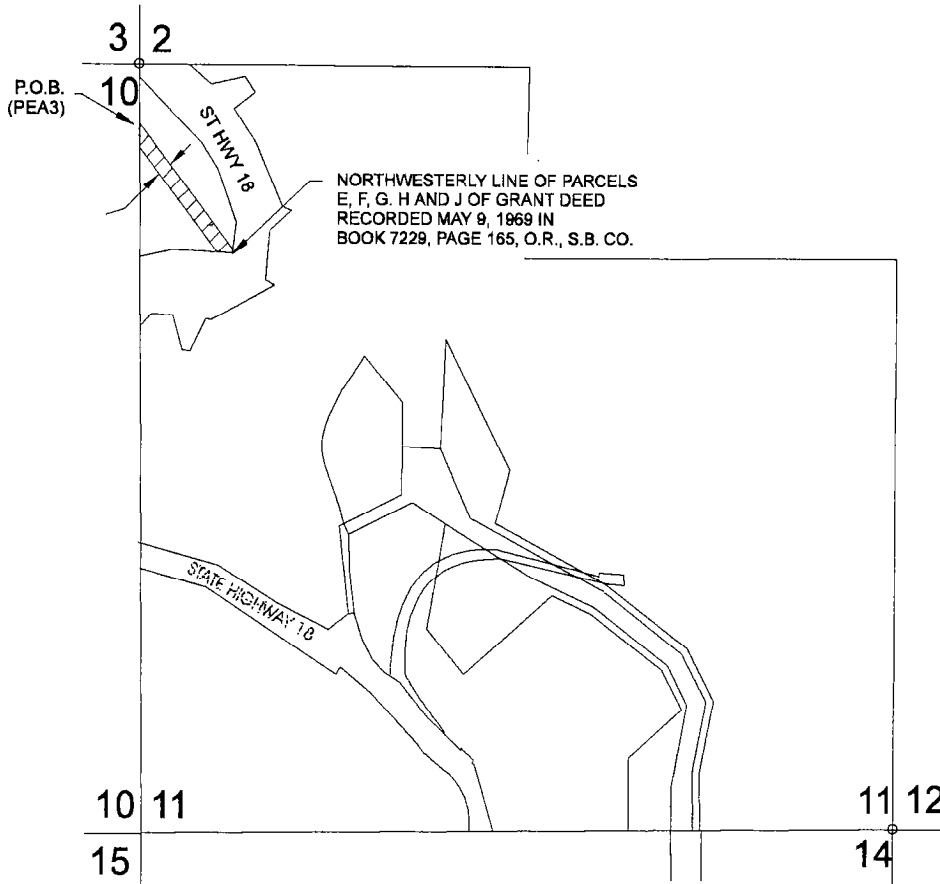 3 2
P.O.B.
(PEA3)
10
ST HWY 18
NORTHWESTERLY LINE OF PARCELS
E, F, G. H AND J OF GRANT DEED
RECORDED MAY 9, 1969 IN
BOOK 7229, PAGE 165, O.R., S.B. CO.
STATE HIGHWAY 18
10 11
15
11 12
14